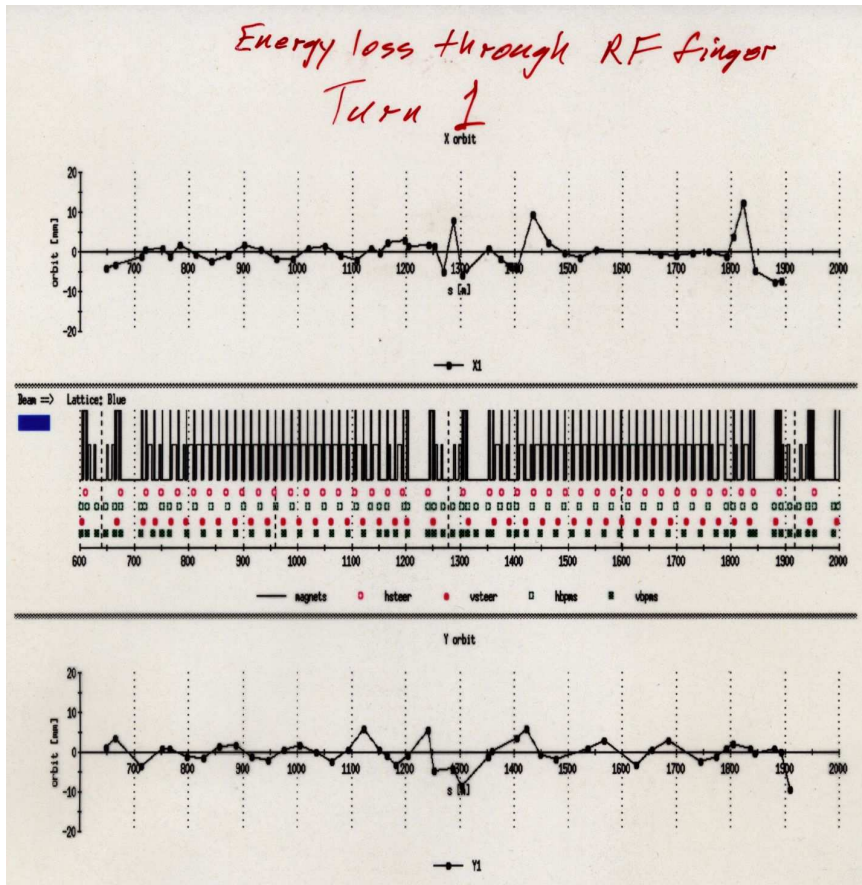 Energy loss through RF finger
Turn 1
X orbit
20
10
0
-10
-20
orbit [mm]
700 800 900 1000 1100 1200 1300 1400 1500 1600 1700 1800 1900 2000
s [m]
X1
Beam =>
Lattice: Blue
600 700 800 900 1000 1100 1200 1300 1400 1500 1600 1700 1800 1900 2000
magnets hsteer vsteer hbpms vbpms
Y orbit
20
10
0
-10
-20
orbit [mm]
700 800 900 1000 1100 1200 1300 1400 1500 1600 1700 1800 1900 2000
s [m]
Y1